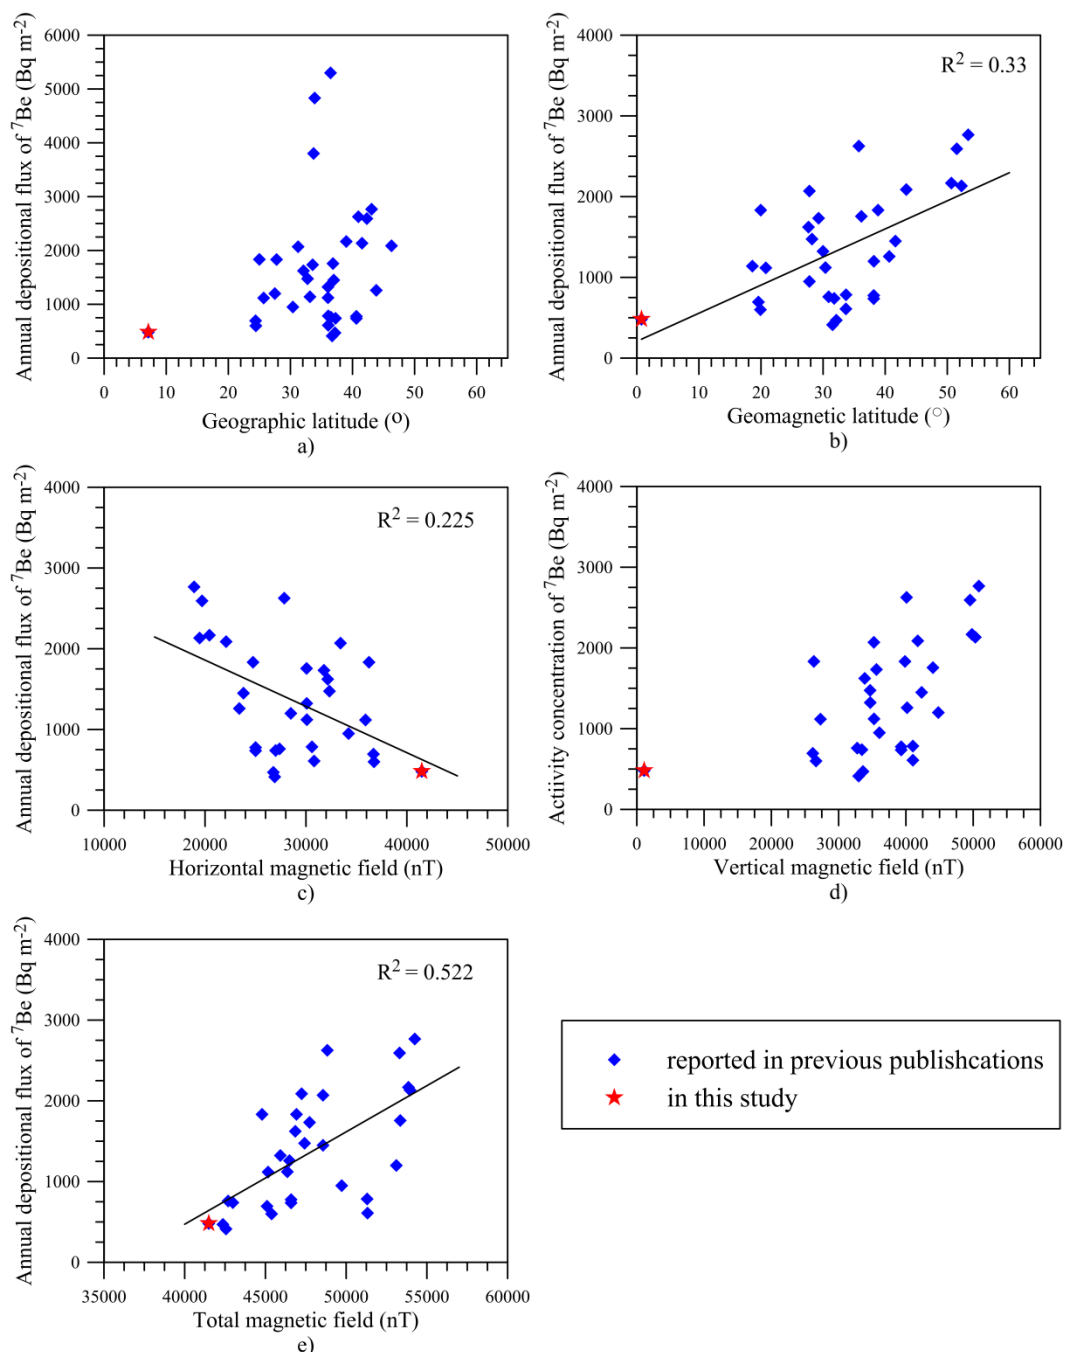 Annual depositional flux of ⁷Be (Bq m⁻²)
6000
5000
4000
3000
2000
1000
0
0 10 20 30 40 50 60
Geographic latitude (º)
a)
Annual depositional flux of ⁷Be (Bq m⁻²)
4000
R² = 0.33
3000
2000
1000
0
0 10 20 30 40 50 60
Geomagnetic latitude (○)
b)
Annual depositional flux of ⁷Be (Bq m⁻²)
4000
R² = 0.225
3000
2000
1000
0
10000 20000 30000 40000 50000
Horizontal magnetic field (nT)
c)
Actiivity concentration of ⁷Be (Bq m⁻²)
4000
3000
2000
1000
0
0 10000 20000 30000 40000 50000 60000
Vertical magnetic field (nT)
d)
Annual depositional flux of ⁷Be (Bq m⁻²)
4000
R² = 0.522
3000
2000
1000
0
35000 40000 45000 50000 55000 60000
Total magnetic field (nT)
e)
reported in previous publishcations
in this study